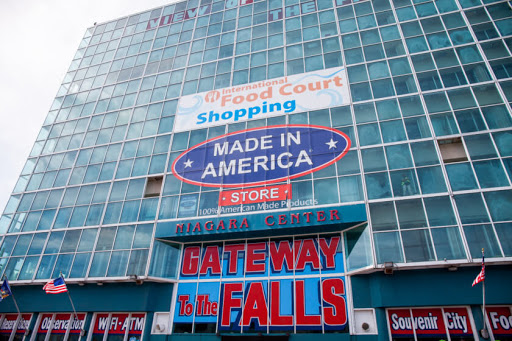 International
Food Court
Shopping
MADE IN
AMERICA
STORE
100% American Made Products
NIAGARA CENTER
GATEWAY
To The FALLS
Observation
Food
WI-FI • ATM
Souvenir City